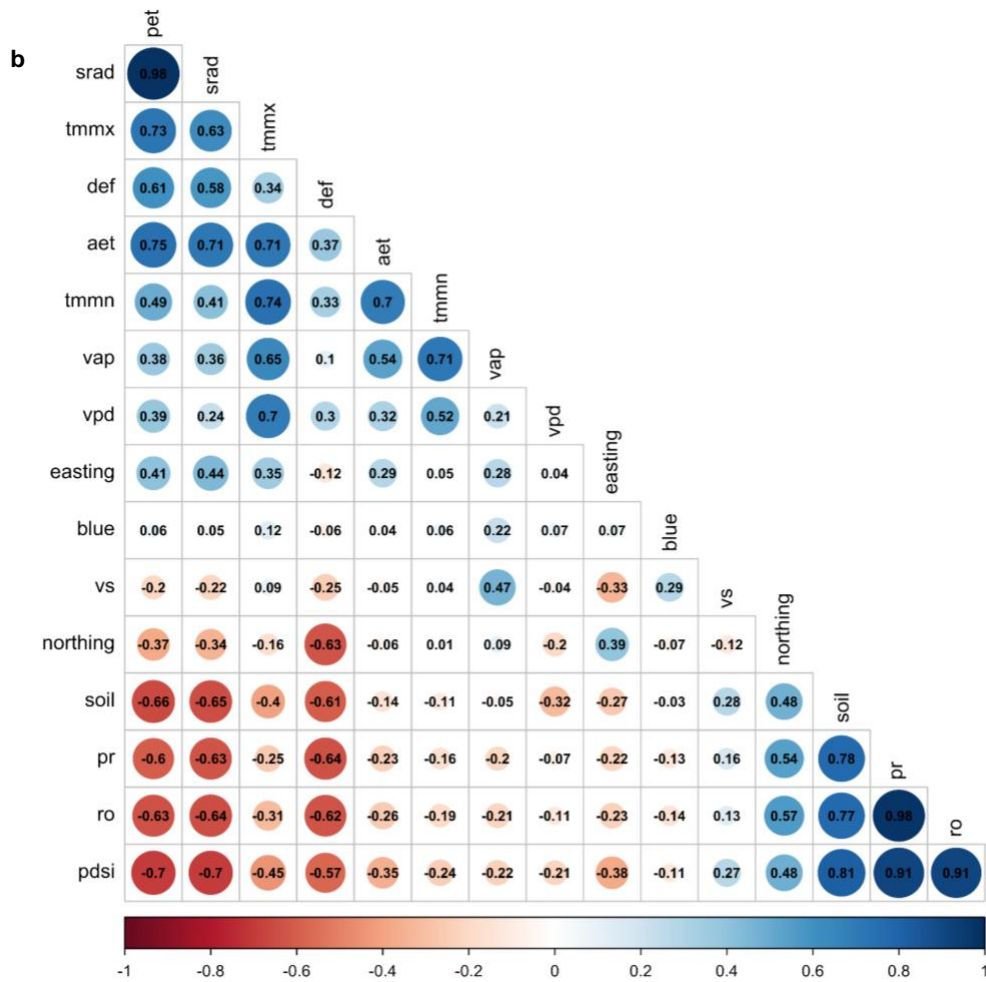 b
pet
srad 0.98 srad
tmmx 0.73 0.63 tmmx
def 0.61 0.58 0.34 def
aet 0.75 0.71 0.71 0.37 aet
tmmn 0.49 0.41 0.74 0.33 0.7 tmmn
vap 0.38 0.36 0.65 0.1 0.54 0.71 vap
vpd 0.39 0.24 0.7 0.3 0.32 0.52 0.21 vpd
easting 0.41 0.44 0.35 -0.12 0.29 0.05 0.28 0.04 easting
blue 0.06 0.05 0.12 -0.06 0.04 0.06 0.22 0.07 0.07 blue
vs -0.2 -0.22 0.09 -0.25 -0.05 0.04 0.47 -0.04 -0.33 0.29 vs
northing -0.37 -0.34 -0.16 -0.63 -0.06 0.01 0.09 -0.2 0.39 -0.07 -0.12 northing
soil -0.66 -0.65 -0.4 -0.61 -0.14 -0.11 -0.05 -0.32 -0.27 -0.03 0.28 0.48 soil
pr -0.6 -0.63 -0.25 -0.64 -0.23 -0.16 -0.2 -0.07 -0.22 -0.13 0.16 0.54 0.78 pr
ro -0.63 -0.64 -0.31 -0.62 -0.26 -0.19 -0.21 -0.11 -0.23 -0.14 0.13 0.57 0.77 0.98 ro
pdsi -0.7 -0.7 -0.45 -0.57 -0.35 -0.24 -0.22 -0.21 -0.38 -0.11 0.27 0.48 0.81 0.91 0.91
-1 -0.8 -0.6 -0.4 -0.2 0 0.2 0.4 0.6 0.8 1